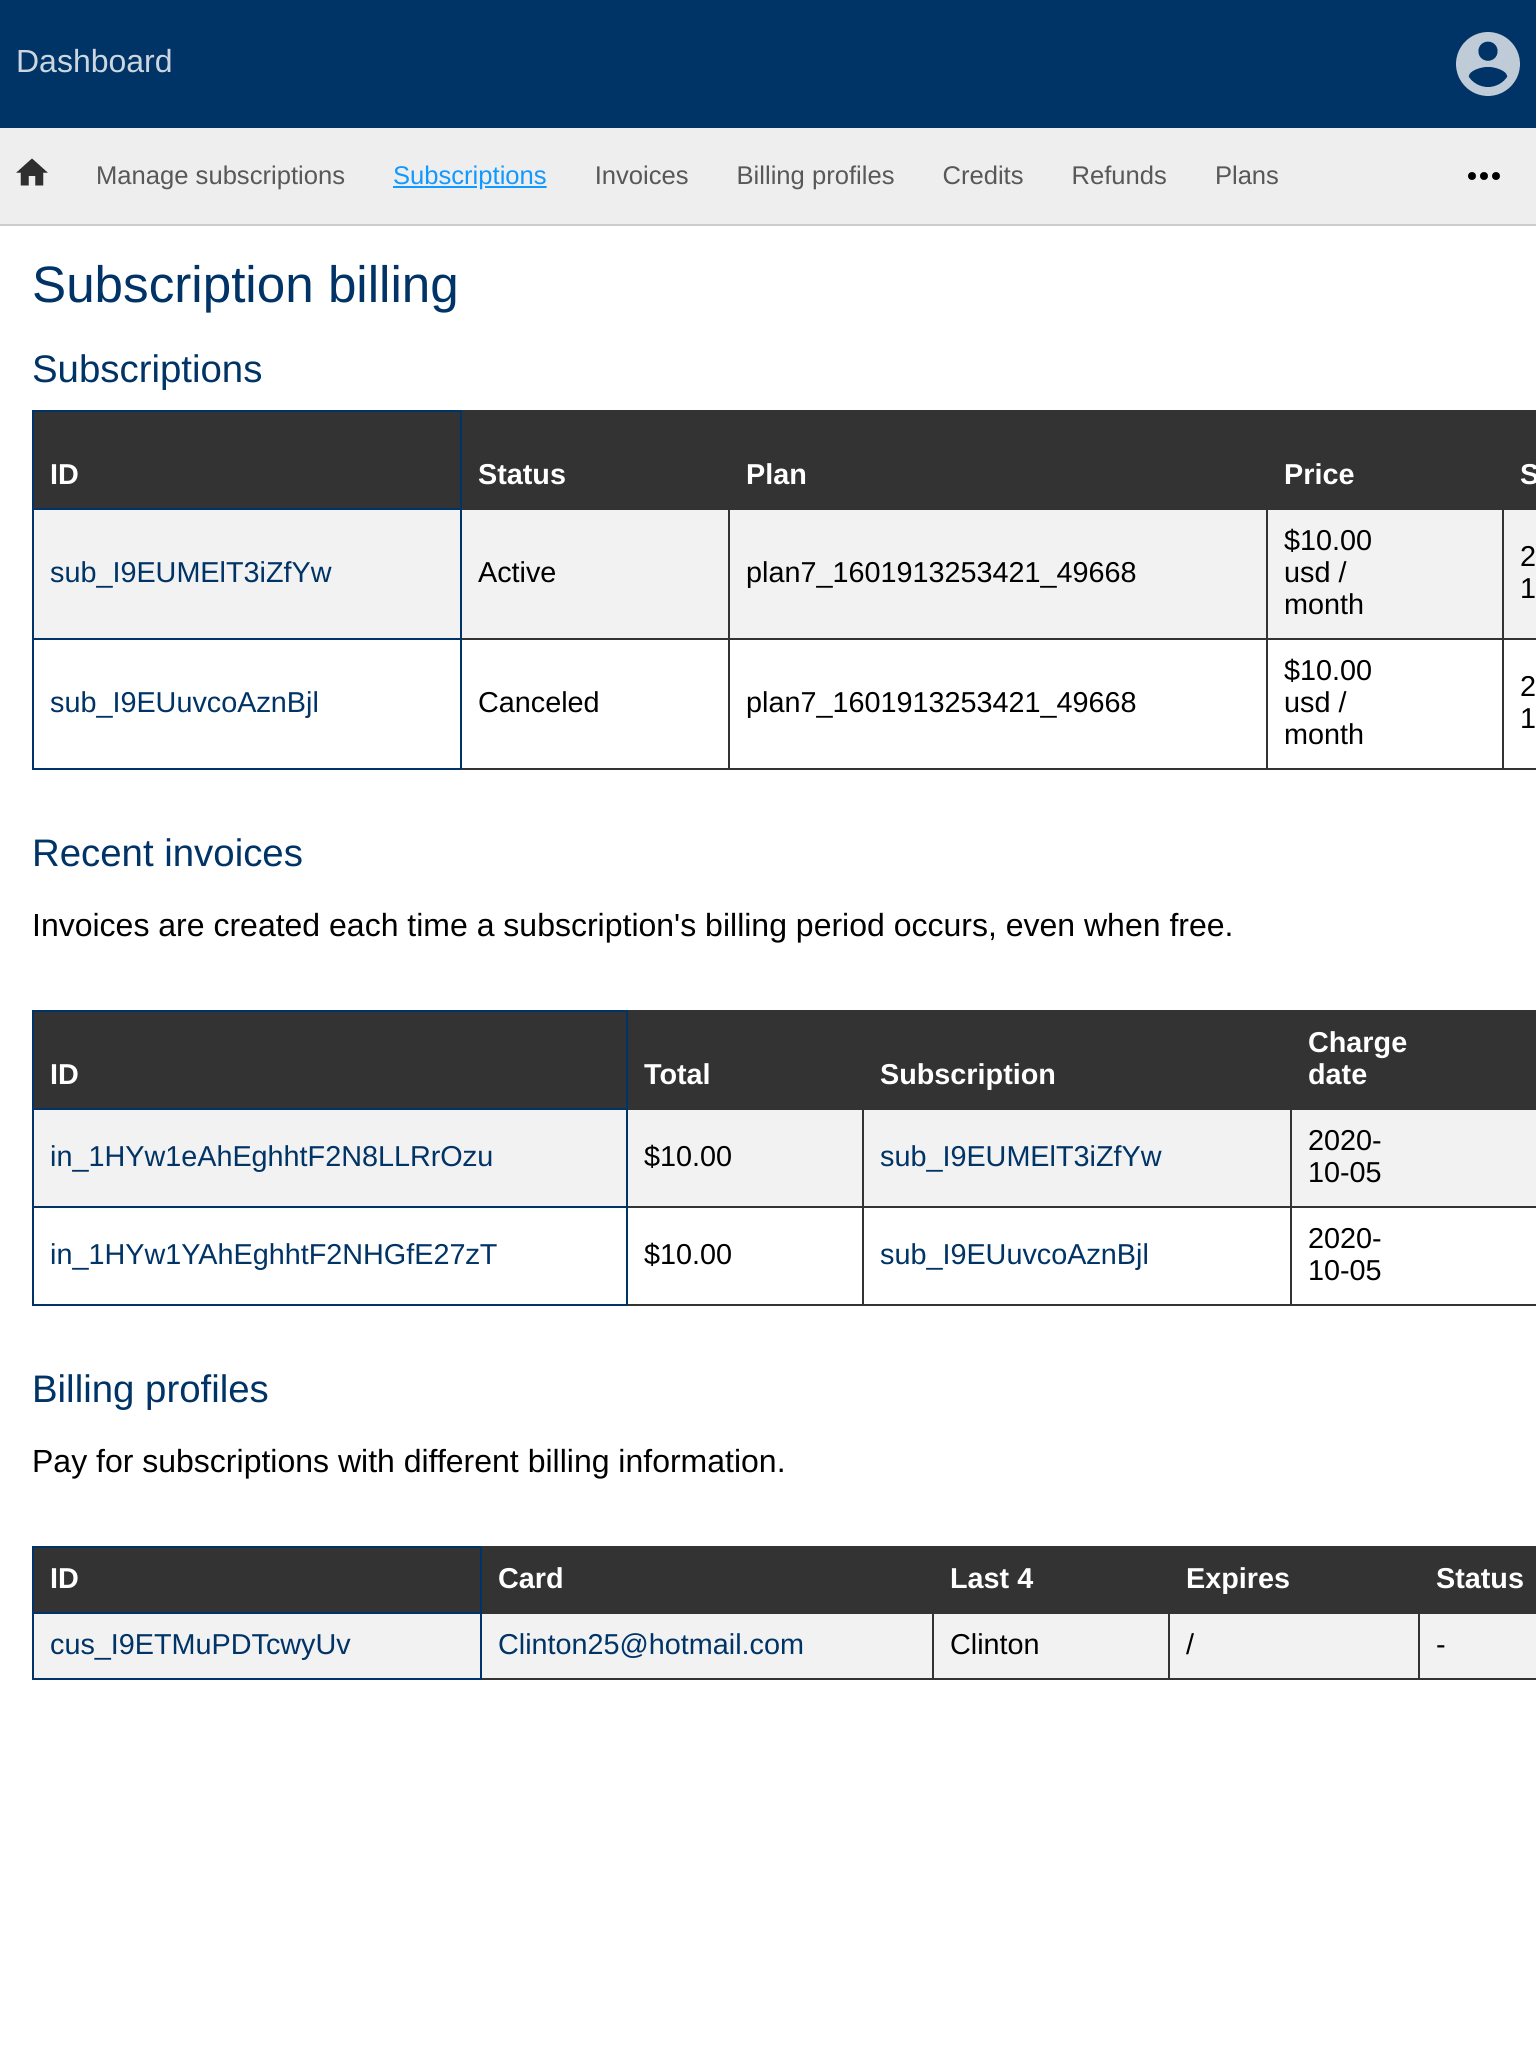 Dashboard
Manage subscriptions Subscriptions Invoices Billing profiles Credits Refunds Plans
Subscription billing
Subscriptions
ID Status Plan Price S
sub_I9EUMElT3iZfYw Active plan7_1601913253421_49668 $10.00 usd / month 2 1
sub_I9EUuvcoAznBjl Canceled plan7_1601913253421_49668 $10.00 usd / month 2 1
Recent invoices
Invoices are created each time a subscription's billing period occurs, even when free.
ID Total Subscription Charge date
in_1HYw1eAhEghhtF2N8LLRrOzu $10.00 sub_I9EUMElT3iZfYw 2020-10-05
in_1HYw1YAhEghhtF2NHGfE27zT $10.00 sub_I9EUuvcoAznBjl 2020-10-05
Billing profiles
Pay for subscriptions with different billing information.
ID Card Last 4 Expires Status
cus_I9ETMuPDTcwyUv Clinton25@hotmail.com Clinton / -